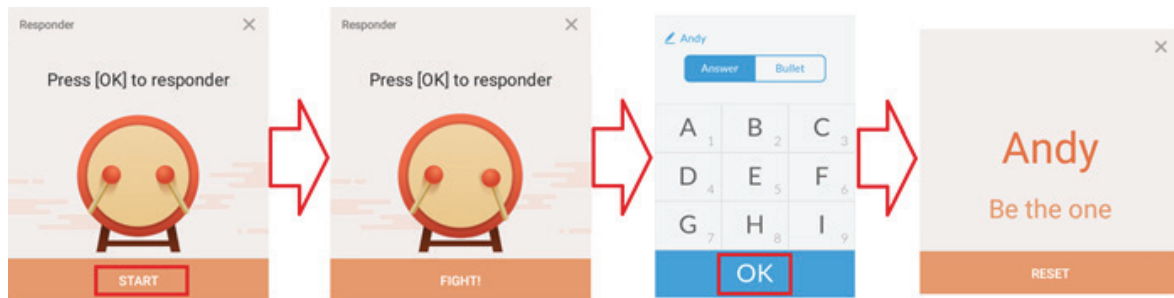 Responder
Press [OK] to responder
START
Responder
Press [OK] to responder
FIGHT!
Andy
Answer Bullet
A 1 B 2 C 3
D 4 E 5 F 6
G 7 H 8 I 9
OK
Andy
Be the one
RESET